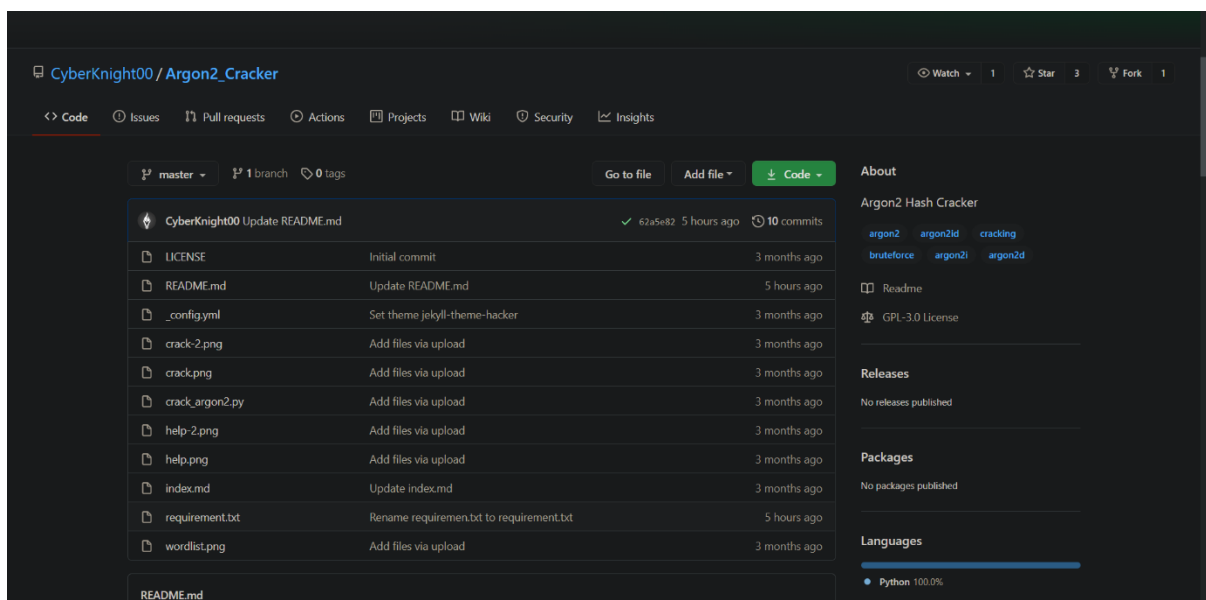 CyberKnight00 / Argon2_Cracker
Watch 1 Star 3 Fork 1
Code Issues Pull requests Actions Projects Wiki Security Insights
master 1 branch 0 tags Go to file Add file Code
CyberKnight00 Update README.md 62a5e82 5 hours ago 10 commits
LICENSE Initial commit 3 months ago
README.md Update README.md 5 hours ago
_config.yml Set theme jekyll-theme-hacker 3 months ago
crack-2.png Add files via upload 3 months ago
crack.png Add files via upload 3 months ago
crack_argon2.py Add files via upload 3 months ago
help-2.png Add files via upload 3 months ago
help.png Add files via upload 3 months ago
index.md Update index.md 3 months ago
requirement.txt Rename requiremen.txt to requirement.txt 5 hours ago
wordlist.png Add files via upload 3 months ago
README.md
About
Argon2 Hash Cracker
argon2 argon2id cracking
bruteforce argon2i argon2d
Readme
GPL-3.0 License
Releases
No releases published
Packages
No packages published
Languages
Python 100.0%